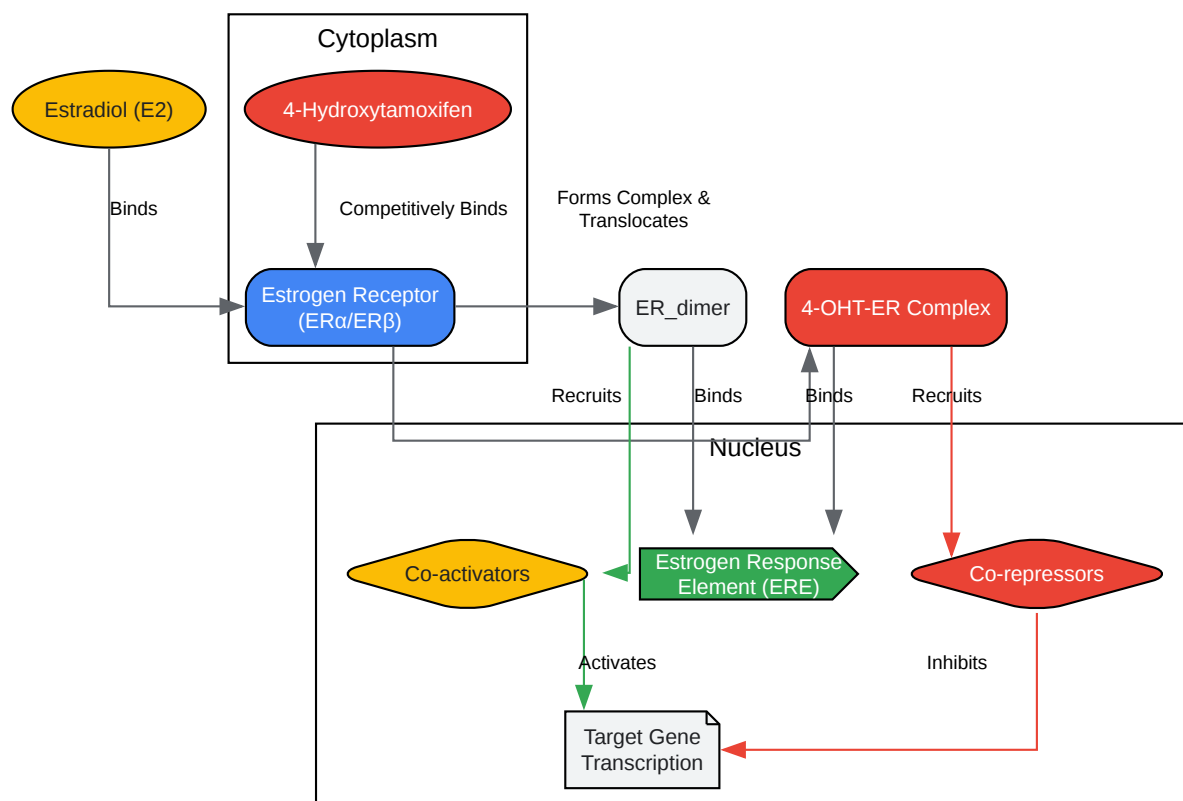 Cytoplasm
Estradiol (E2)
4-Hydroxytamoxifen
Binds
Competitively Binds
Forms Complex &
Translocates
Estrogen Receptor
(ERα/ERβ)
ER_dimer
4-OHT-ER Complex
Recruits
Binds
Binds
Recruits
Nucleus
Co-activators
Estrogen Response
Element (ERE)
Co-repressors
Activates
Inhibits
Target Gene
Transcription